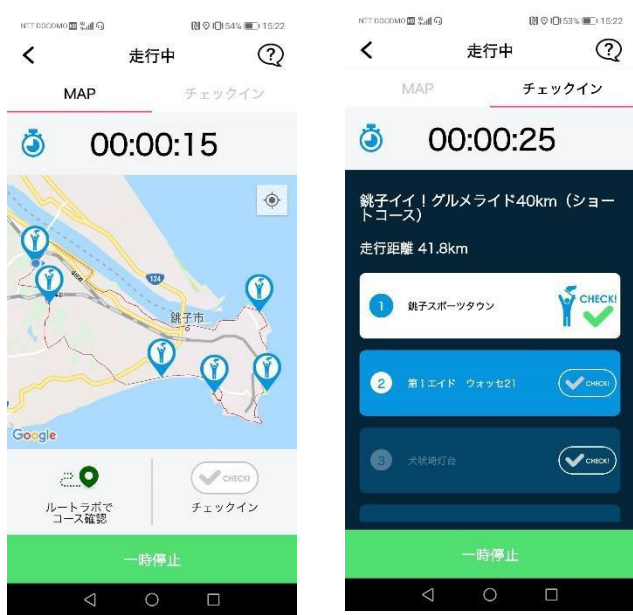 NTT DOCOMO
54% 15:22
走行中
MAP
チェックイン
00:00:15
124
銚子市
Google
ルートラボで
コース確認
CHECK!
チェックイン
一時停止
NTT DOCOMO
53% 15:22
走行中
MAP
チェックイン
00:00:25
銚子イイ！グルメライド40km（ショー
トコース）
走行距離 41.8km
1 銚子スポーツタウン CHECK!
2 第1エイド ウォッセ21 CHECK!
3 犬吠埼灯台 CHECK!
一時停止